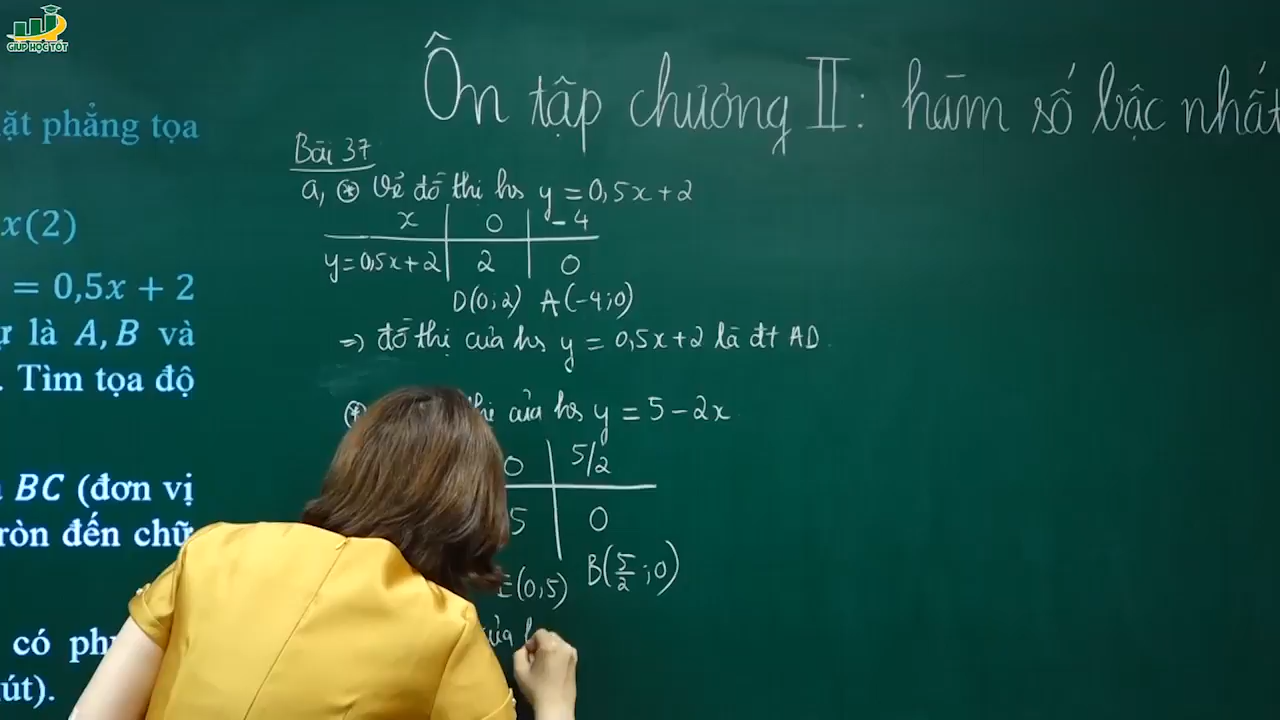 GIUP HỌC TỐT
Ôn tập chương II: hàm số bậc nhất
ặt phẳng tọa
x(2)
= 0,5x + 2
ự là A, B và
. Tìm tọa độ
BC (đơn vị
ròn đến chữ
có ph
út).
Bài 37
a, ⊛ Vẽ đồ thị hs y = 0,5x + 2
x 0 -4
y = 0,5x + 2 2 0
D(0; 2) A(-4; 0)
=> đồ thị của hs y = 0,5x + 2 là đt AD.
⊛ thị của hs y = 5 - 2x
0 5/2
5 0
E(0, 5) B(5/2; 0)
ủa h